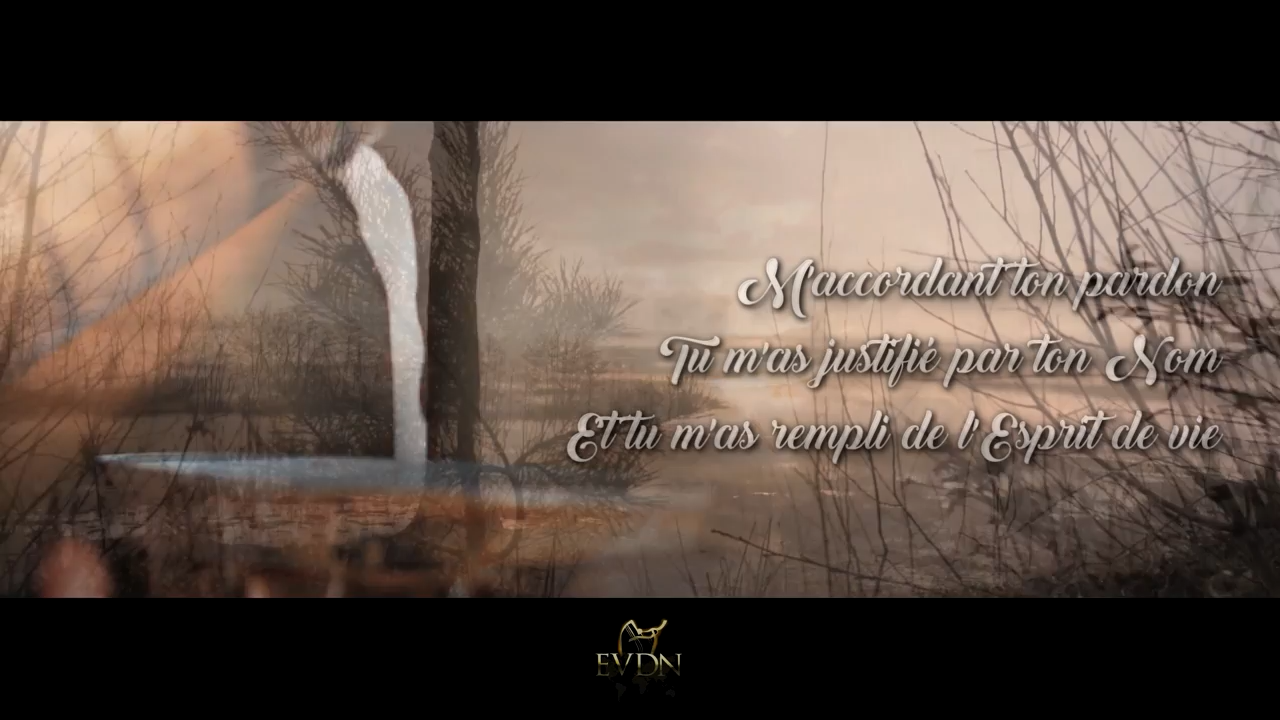 M'accordant ton pardon
Tu m'as justifié par ton Nom
Et tu m'as rempli de l'Esprit de vie
EVDN